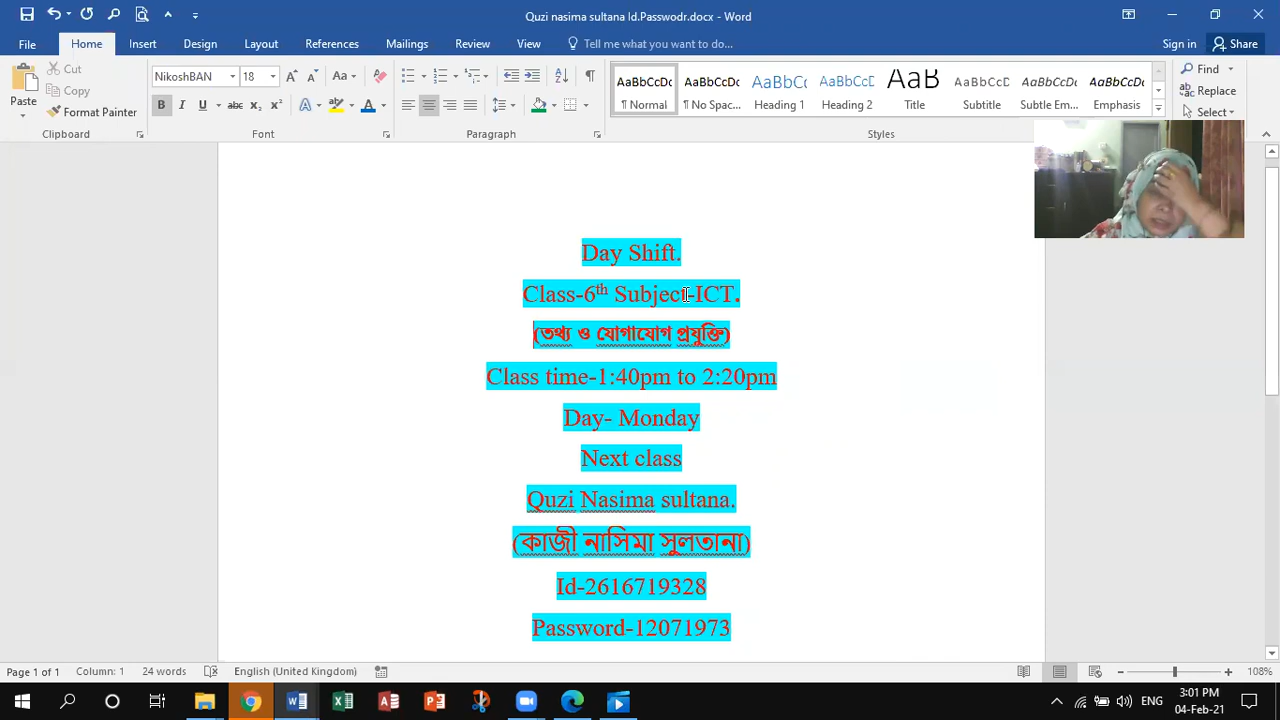 Quzi nasima sultana Id.Passwodr.docx - Word
File Home Insert Design Layout References Mailings Review View Tell me what you want to do... Sign in Share
Cut
Copy
Format Painter
Paste
NikoshBAN 18
AaBbCcDc AaBbCcDc AaBbCc AaBbCcD AaB AaBbCcD AaBbCcDc AaBbCcDc
¶ Normal ¶ No Spac... Heading 1 Heading 2 Title Subtitle Subtle Em... Emphasis
Find
Replace
Select
Clipboard Font Paragraph Styles
Day Shift.
Class-6th Subject-ICT.
(তথ্য ও যোগাযোগ প্রযুক্তি)
Class time-1:40pm to 2:20pm
Day- Monday
Next class
Quzi Nasima sultana.
(কাজী নাসিমা সুলতানা)
Id-2616719328
Password-12071973
Page 1 of 1 Column: 1 24 words English (United Kingdom) 108%
ENG 3:01 PM
04-Feb-21